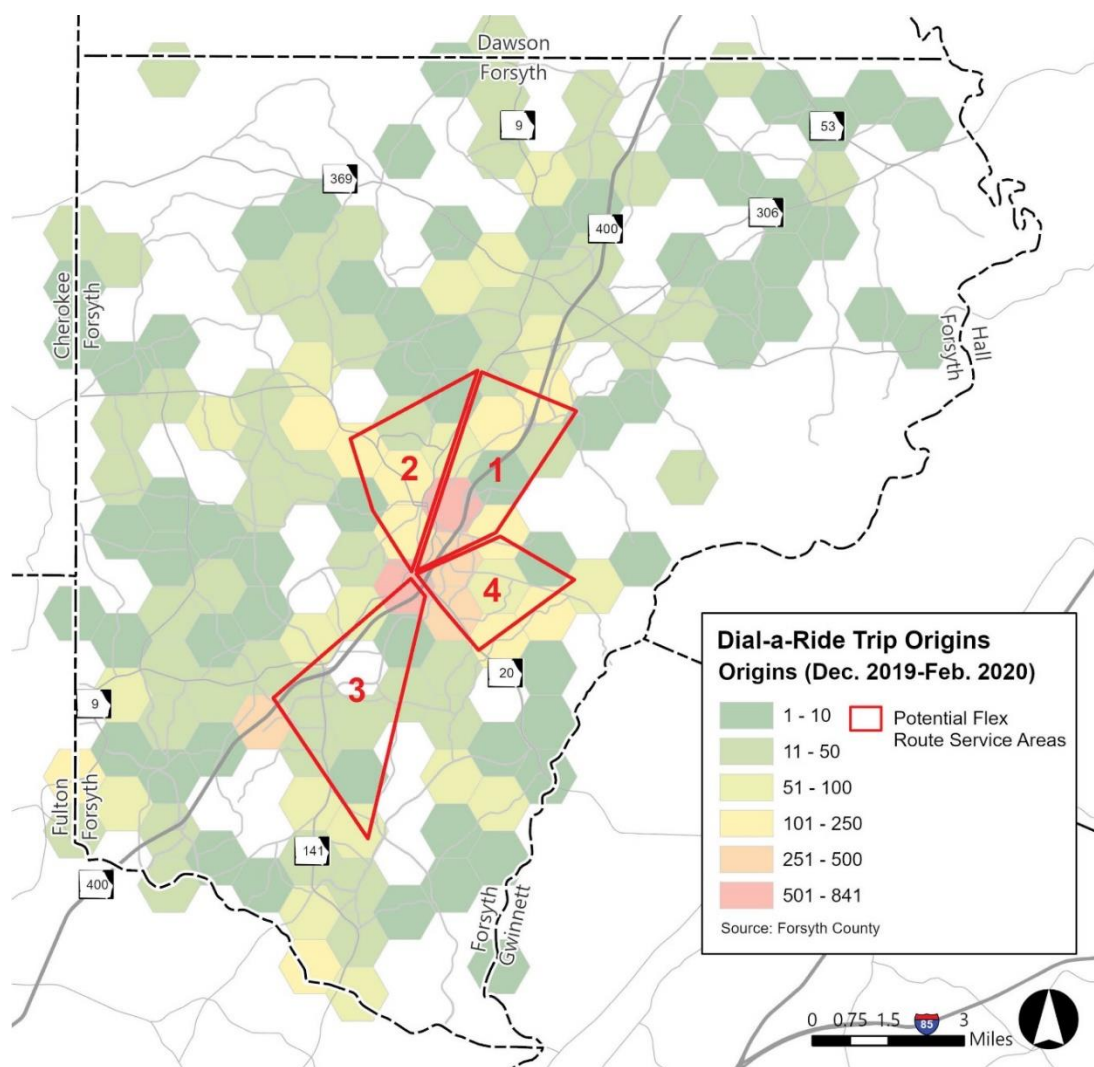 Dawson
Forsyth
9
53
369
306
400
Cherokee
Forsyth
Hall
Forsyth
2
1
4
3
20
9
Fulton
Forsyth
141
400
Forsyth
Gwinnett
Dial-a-Ride Trip Origins
Origins (Dec. 2019-Feb. 2020)
1 - 10
11 - 50
51 - 100
101 - 250
251 - 500
501 - 841
Potential Flex
Route Service Areas
Source: Forsyth County
0 0.75 1.5 3
Miles
85